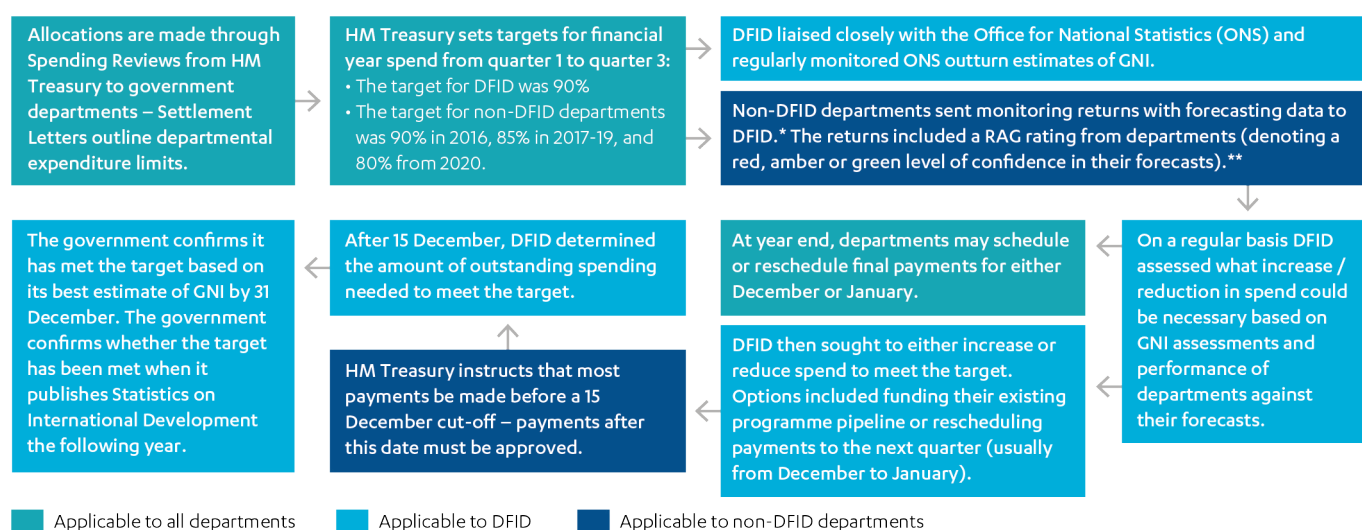 Allocations are made through
Spending Reviews from HM
Treasury to government
departments – Settlement
Letters outline departmental
expenditure limits.
HM Treasury sets targets for financial
year spend from quarter 1 to quarter 3:
• The target for DFID was 90%
• The target for non-DFID departments
was 90% in 2016, 85% in 2017-19, and
80% from 2020.
DFID liaised closely with the Office for National Statistics (ONS) and
regularly monitored ONS outturn estimates of GNI.
Non-DFID departments sent monitoring returns with forecasting data to
DFID.* The returns included a RAG rating from departments (denoting a
red, amber or green level of confidence in their forecasts).**
On a regular basis DFID
assessed what increase /
reduction in spend could
be necessary based on
GNI assessments and
performance of
departments against
their forecasts.
At year end, departments may schedule
or reschedule final payments for either
December or January.
DFID then sought to either increase or
reduce spend to meet the target.
Options included funding their existing
programme pipeline or rescheduling
payments to the next quarter (usually
from December to January).
HM Treasury instructs that most
payments be made before a 15
December cut-off – payments after
this date must be approved.
After 15 December, DFID determined
the amount of outstanding spending
needed to meet the target.
The government confirms it
has met the target based on
its best estimate of GNI by 31
December. The government
confirms whether the target
has been met when it
publishes Statistics on
International Development
the following year.
Applicable to all departments
Applicable to DFID
Applicable to non-DFID departments